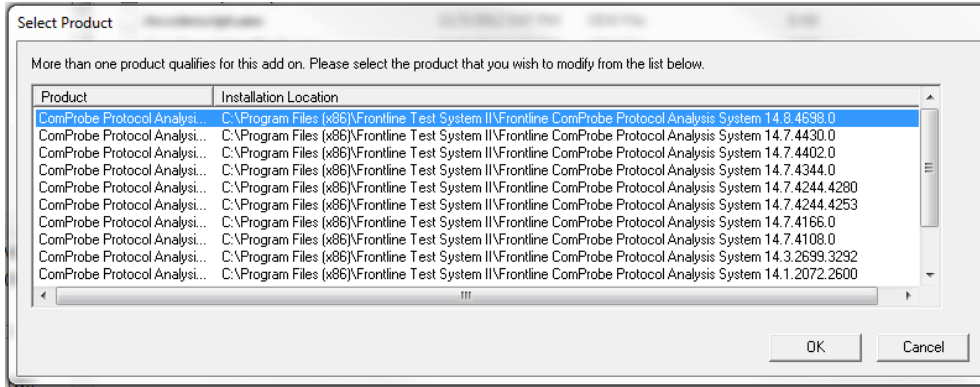 Select Product
More than one product qualifies for this add on. Please select the product that you wish to modify from the list below.
Product Installation Location
ComProbe Protocol Analysi... C:\Program Files (x86)\Frontline Test System II\Frontline ComProbe Protocol Analysis System 14.8.4698.0
ComProbe Protocol Analysi... C:\Program Files (x86)\Frontline Test System II\Frontline ComProbe Protocol Analysis System 14.7.4430.0
ComProbe Protocol Analysi... C:\Program Files (x86)\Frontline Test System II\Frontline ComProbe Protocol Analysis System 14.7.4402.0
ComProbe Protocol Analysi... C:\Program Files (x86)\Frontline Test System II\Frontline ComProbe Protocol Analysis System 14.7.4344.0
ComProbe Protocol Analysi... C:\Program Files (x86)\Frontline Test System II\Frontline ComProbe Protocol Analysis System 14.7.4244.4280
ComProbe Protocol Analysi... C:\Program Files (x86)\Frontline Test System II\Frontline ComProbe Protocol Analysis System 14.7.4244.4253
ComProbe Protocol Analysi... C:\Program Files (x86)\Frontline Test System II\Frontline ComProbe Protocol Analysis System 14.7.4166.0
ComProbe Protocol Analysi... C:\Program Files (x86)\Frontline Test System II\Frontline ComProbe Protocol Analysis System 14.7.4108.0
ComProbe Protocol Analysi... C:\Program Files (x86)\Frontline Test System II\Frontline ComProbe Protocol Analysis System 14.3.2699.3292
ComProbe Protocol Analysi... C:\Program Files (x86)\Frontline Test System II\Frontline ComProbe Protocol Analysis System 14.1.2072.2600
OK Cancel